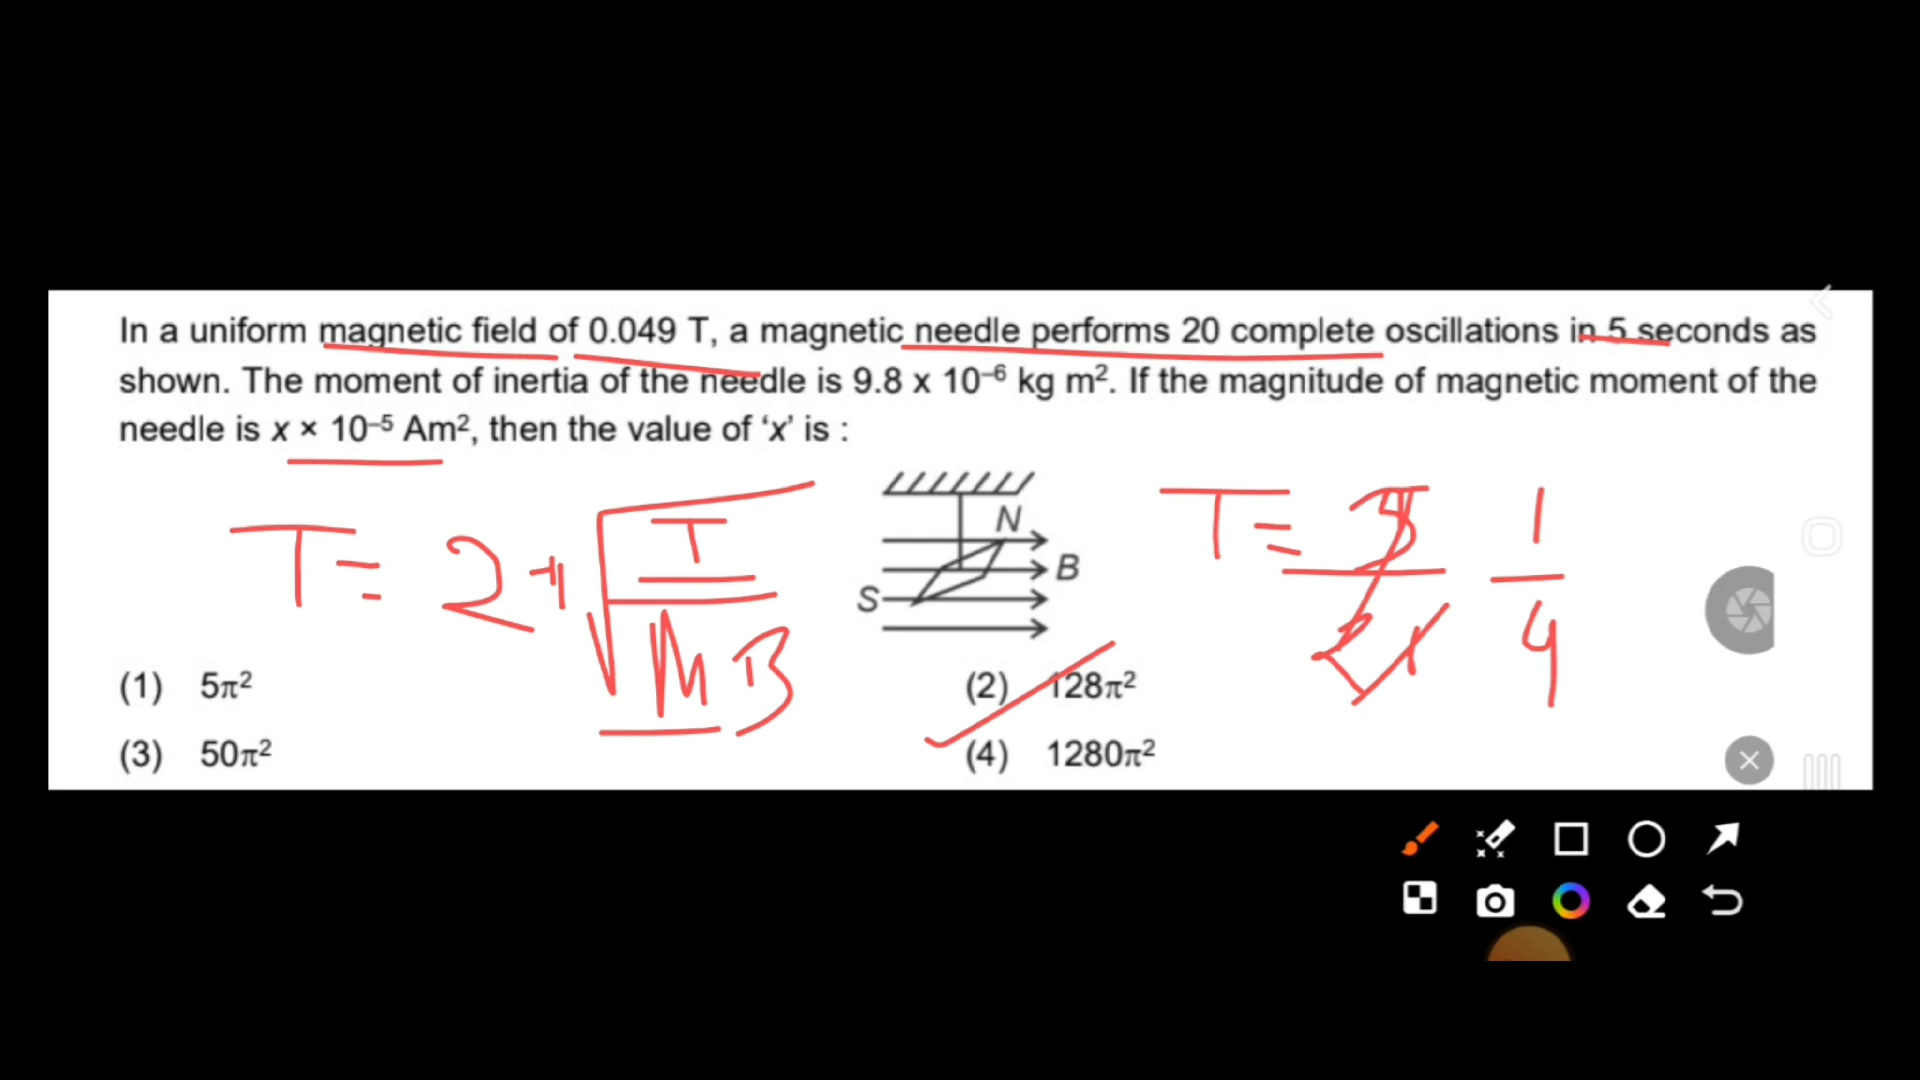 In a uniform magnetic field of 0.049 T, a magnetic needle performs 20 complete oscillations in 5 seconds as
shown. The moment of inertia of the needle is 9.8 x 10⁻⁶ kg m². If the magnitude of magnetic moment of the
needle is x × 10⁻⁵ Am², then the value of ‘x’ is :
N
B
S
T = 2π √ I / MB
T = 1 / 4
(1) 5π² (2) 128π²
(3) 50π² (4) 1280π²